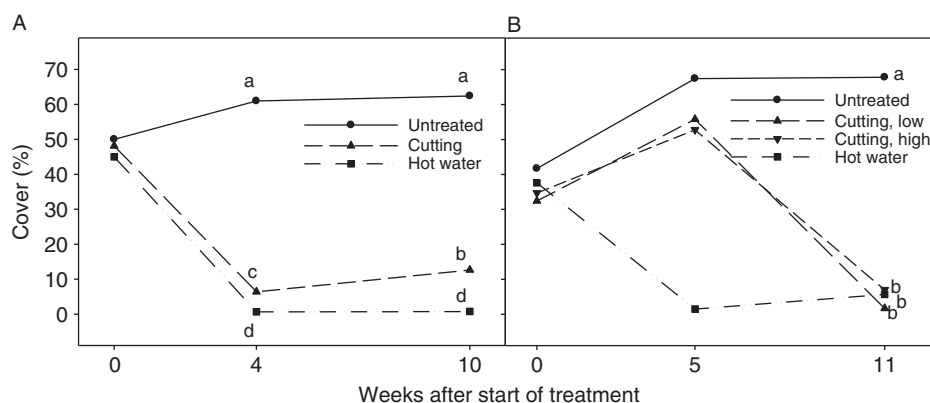 A
B
70
60
50
40
30
20
10
0
Cover (%)
a
a
c
b
d
d
Untreated
Cutting
Hot water
a
b
b
b
Untreated
Cutting, low
Cutting, high
Hot water
0
4
10
0
5
11
Weeks after start of treatment